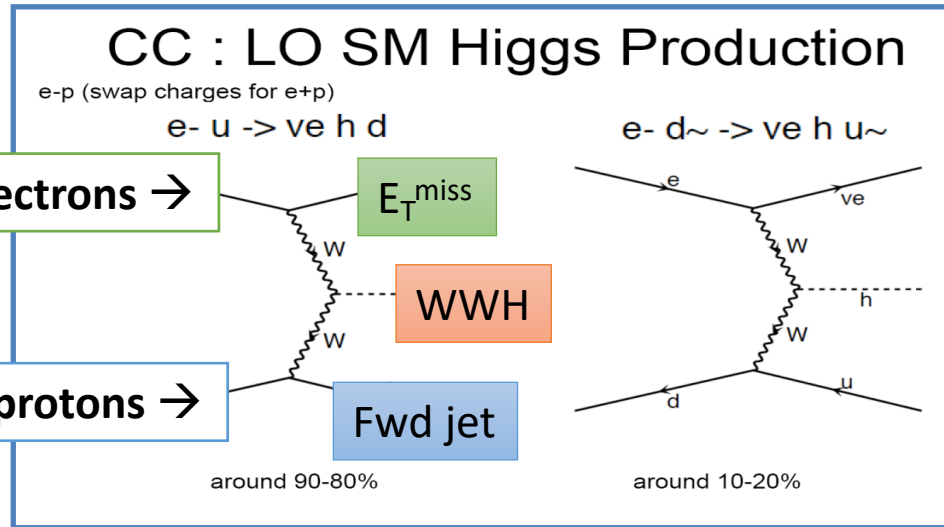 CC : LO SM Higgs Production
e-p (swap charges for e+p)
e- u -> ve h d
e- d~ -> ve h u~
ectrons →
E_T^miss
e
ve
W
W
WWH
h
W
W
protons →
Fwd jet
d
u
around 90-80%
around 10-20%